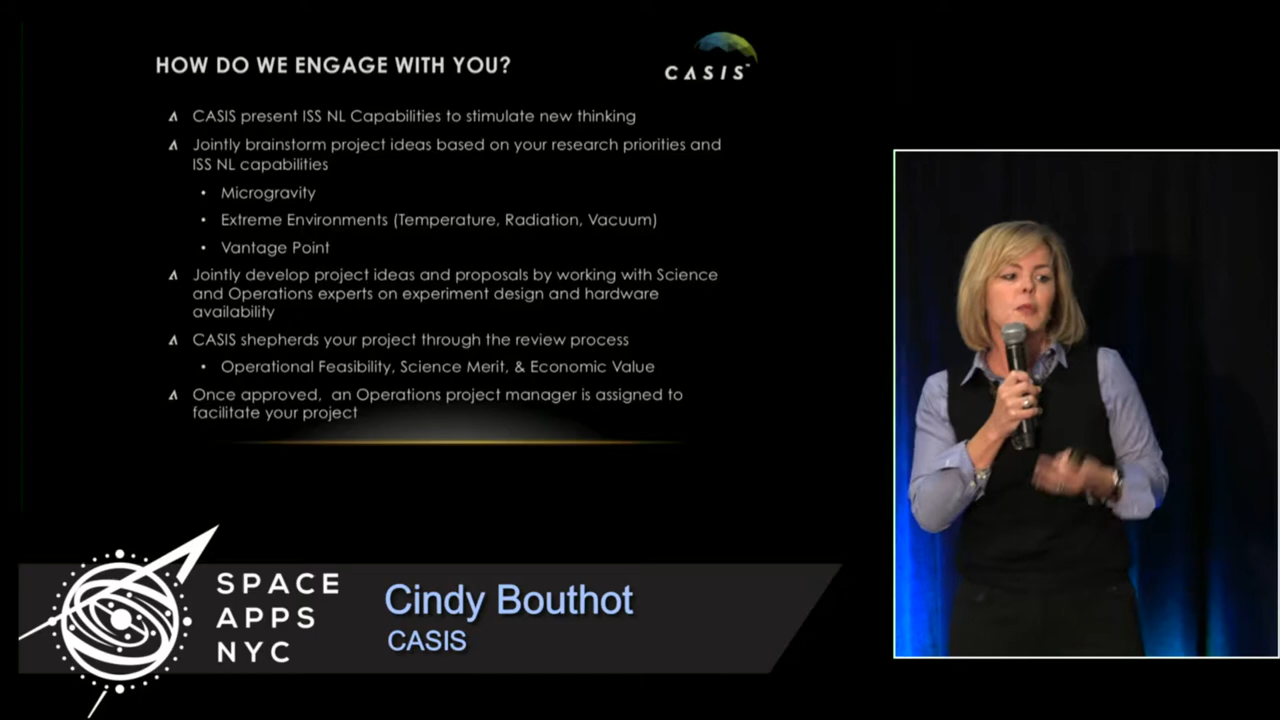 HOW DO WE ENGAGE WITH YOU?
CASIS™
CASIS present ISS NL Capabilities to stimulate new thinking
Jointly brainstorm project ideas based on your research priorities and
ISS NL capabilities
• Microgravity
• Extreme Environments (Temperature, Radiation, Vacuum)
• Vantage Point
Jointly develop project ideas and proposals by working with Science
and Operations experts on experiment design and hardware
availability
CASIS shepherds your project through the review process
• Operational Feasibility, Science Merit, & Economic Value
Once approved, an Operations project manager is assigned to
facilitate your project
SPACE
APPS
NYC
Cindy Bouthot
CASIS